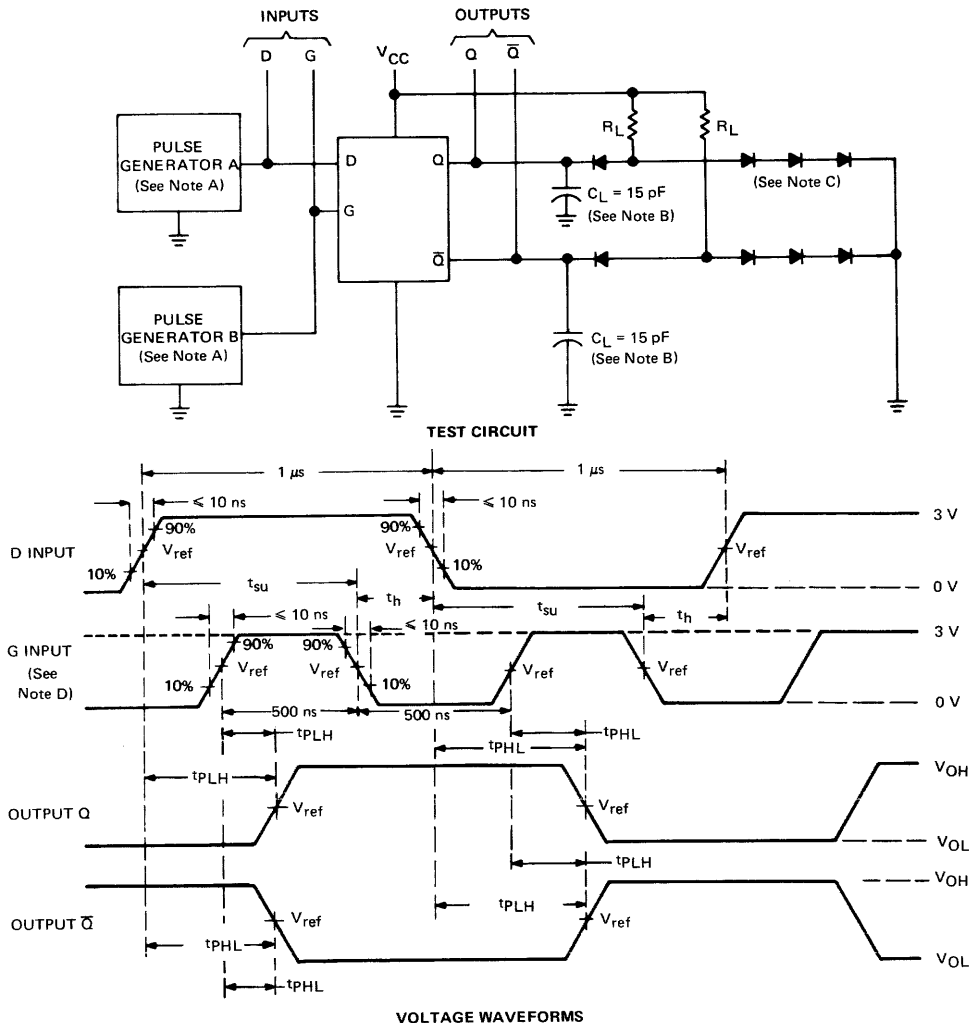 INPUTS OUTPUTS
D G VCC Q Q̅
RL RL
PULSE
GENERATOR A
(See Note A)
D Q
(See Note C)
CL = 15 pF
(See Note B)
G
Q̅
PULSE
GENERATOR B
(See Note A)
CL = 15 pF
(See Note B)
TEST CIRCUIT
1 μs 1 μs
⩽ 10 ns
90% 90% 3 V
D INPUT Vref Vref Vref
10% 10%
0 V
tsu
th tsu th
⩽ 10 ns ⩽ 10 ns
3 V
90% 90%
G INPUT
(See
Note D)
Vref Vref Vref Vref
10% 10%
0 V
500 ns 500 ns
tPLH tPHL
tPHL
tPLH VOH
OUTPUT Q Vref Vref
VOL
tPLH
VOH
tPLH
OUTPUT Q̅ Vref Vref
tPHL
VOL
tPHL
VOLTAGE WAVEFORMS